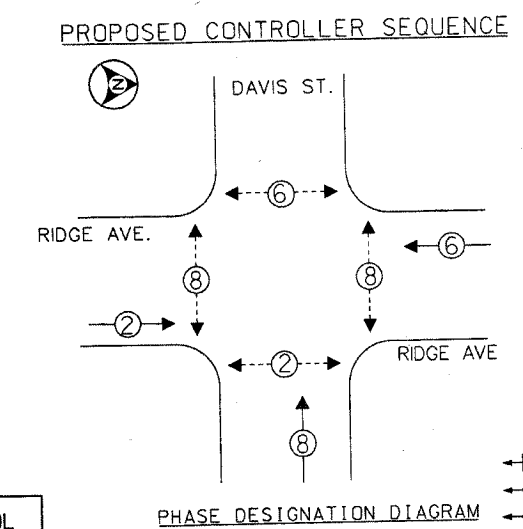 PROPOSED CONTROLLER SEQUENCE
N
DAVIS ST.
6
RIDGE AVE.
6
8
8
2
2
RIDGE AVE
8
OL
PHASE DESIGNATION DIAGRAM